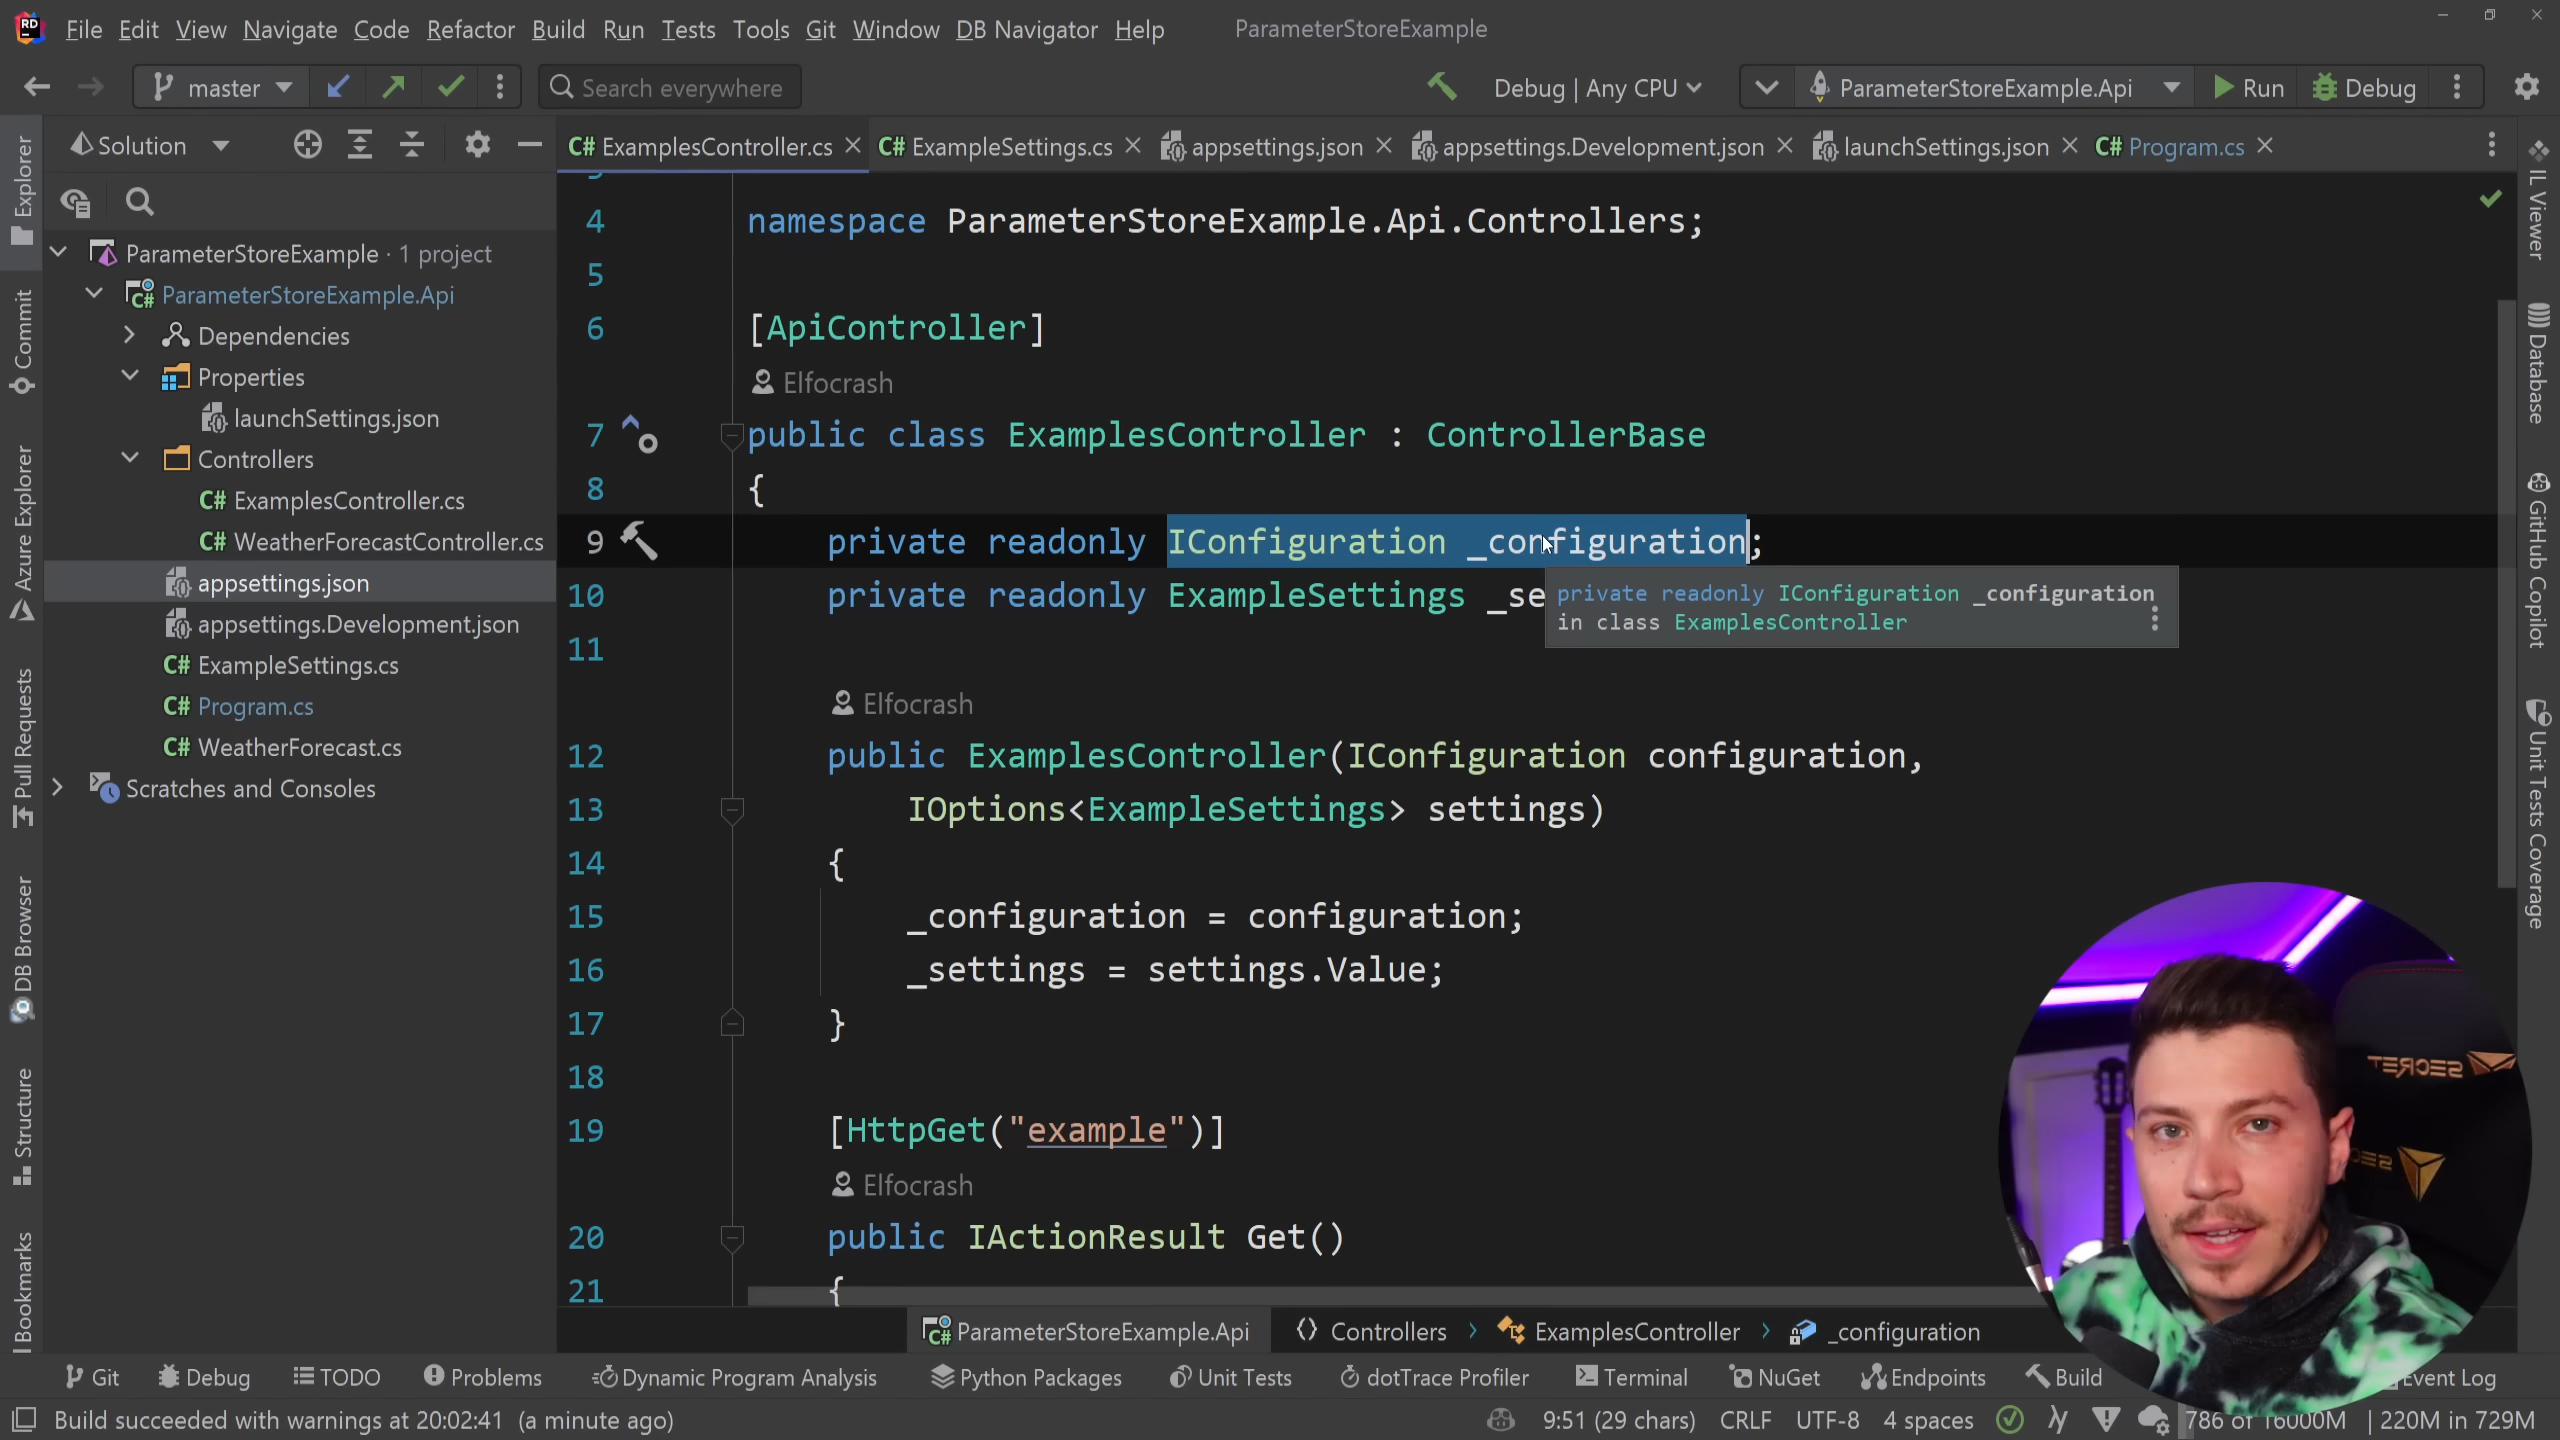 File Edit View Navigate Code Refactor Build Run Tests Tools Git Window DB Navigator Help ParameterStoreExample
master Search everywhere Debug | Any CPU ParameterStoreExample.Api Run Debug
Solution
C# ExamplesController.cs C# ExampleSettings.cs appsettings.json appsettings.Development.json launchSettings.json C# Program.cs
Explorer
Commit
Azure Explorer
Pull Requests
DB Browser
Structure
Bookmarks
ParameterStoreExample · 1 project
ParameterStoreExample.Api
Dependencies
Properties
launchSettings.json
Controllers
C# ExamplesController.cs
C# WeatherForecastController.cs
appsettings.json
appsettings.Development.json
C# ExampleSettings.cs
C# Program.cs
C# WeatherForecast.cs
Scratches and Consoles
4 namespace ParameterStoreExample.Api.Controllers;
5
6 [ApiController]
Elfocrash
7 public class ExamplesController : ControllerBase
8 {
9 private readonly IConfiguration _configuration;
10 private readonly ExampleSettings _se
private readonly IConfiguration _configuration
in class ExamplesController
11
Elfocrash
12 public ExamplesController(IConfiguration configuration,
13 IOptions<ExampleSettings> settings)
14 {
15 _configuration = configuration;
16 _settings = settings.Value;
17 }
18
19 [HttpGet("example")]
Elfocrash
20 public IActionResult Get()
21 {
IL Viewer
Database
GitHub Copilot
Unit Tests Coverage
SECRET
ParameterStoreExample.Api Controllers ExamplesController _configuration
Git Debug TODO Problems Dynamic Program Analysis Python Packages Unit Tests dotTrace Profiler Terminal NuGet Endpoints Build Event Log
Build succeeded with warnings at 20:02:41 (a minute ago) 9:51 (29 chars) CRLF UTF-8 4 spaces 786 of 16000M | 220M in 729M